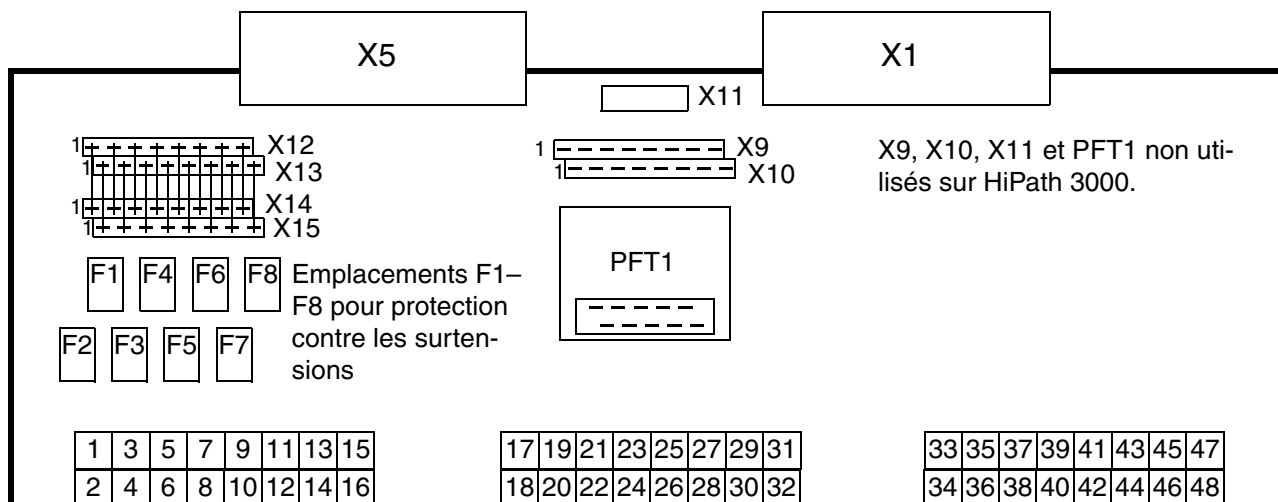 X5
X1
X11
1 X12
1 X13
1 X14
1 X15
1 X9
1 X10
X9, X10, X11 et PFT1 non uti-
lisés sur HiPath 3000.
F1 F4 F6 F8
F2 F3 F5 F7
Emplacements F1–
F8 pour protection
contre les surten-
sions
PFT1
1 3 5 7 9 11 13 15
2 4 6 8 10 12 14 16
17 19 21 23 25 27 29 31
18 20 22 24 26 28 30 32
33 35 37 39 41 43 45 47
34 36 38 40 42 44 46 48